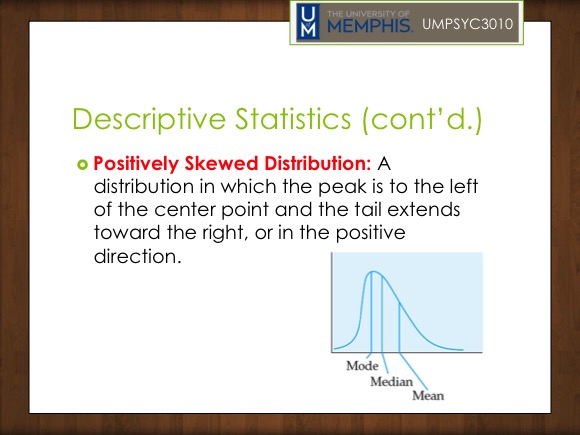 UM
THE UNIVERSITY OF
MEMPHIS.
UMPSYC3010
Descriptive Statistics (cont’d.)
Positively Skewed Distribution: A
distribution in which the peak is to the left
of the center point and the tail extends
toward the right, or in the positive
direction.
Mode
Median
Mean